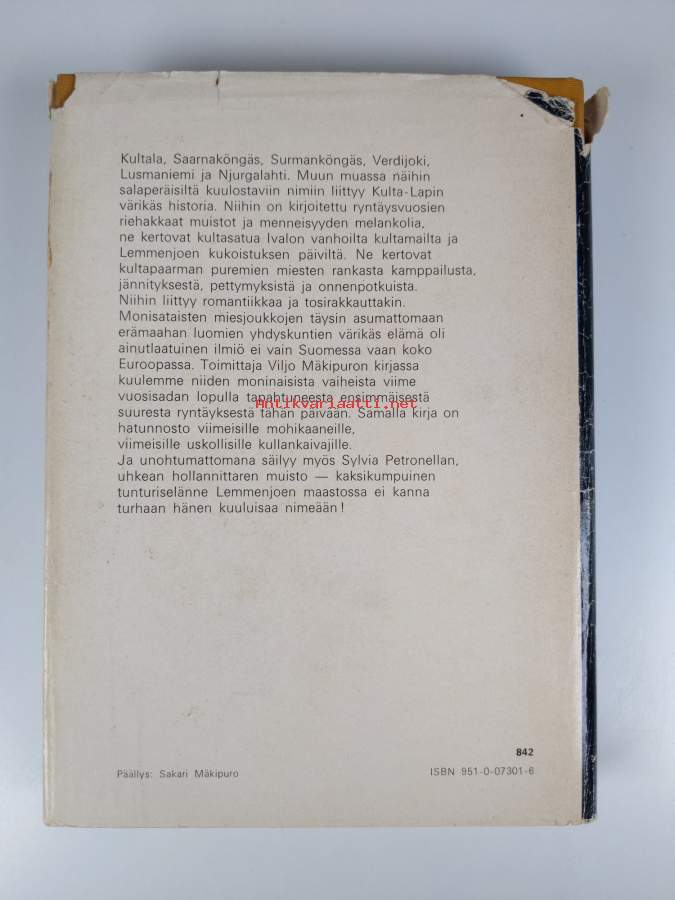 Kultala, Saarnaköngäs, Surmanköngäs, Verdijoki,
Lusmaniemi ja Njurgalahti. Muun muassa näihin
salaperäisiltä kuulostaviin nimiin liittyy Kulta-Lapin
värikäs historia. Niihin on kirjoitettu ryntäysvuosien
riehakkaat muistot ja menneisyyden melankolia,
ne kertovat kultasatua Ivalon vanhoilta kultamailta ja
Lemmenjoen kukoistuksen päiviltä. Ne kertovat
kultapaarman puremien miesten rankasta kamppailusta,
jännityksestä, pettymyksistä ja onnenpotkuista.
Niihin liittyy romantiikkaa ja tosirakkauttakin.
Monisataisten miesjoukkojen täysin asumattomaan
erämaahan luomien yhdyskuntien värikäs elämä oli
ainutlaatuinen ilmiö ei vain Suomessa vaan koko
Euroopassa. Toimittaja Viljo Mäkipuron kirjassa
kuulemme niiden moninaisista vaiheista viime
vuosisadan lopulla tapahtuneesta ensimmäisestä
Antikvariaatti.net
suuresta ryntäyksestä tähän päivään. Samalla kirja on
hatunnosto viimeisille mohikaaneille,
viimeisille uskollisille kullankaivajille.
Ja unohtumattomana säilyy myös Sylvia Petronellan,
uhkean hollannittaren muisto — kaksikumpuinen
tunturiselänne Lemmenjoen maastossa ei kanna
turhaan hänen kuuluisaa nimeään!
842
Päällys: Sakari Mäkipuro
ISBN 951-0-07301-6